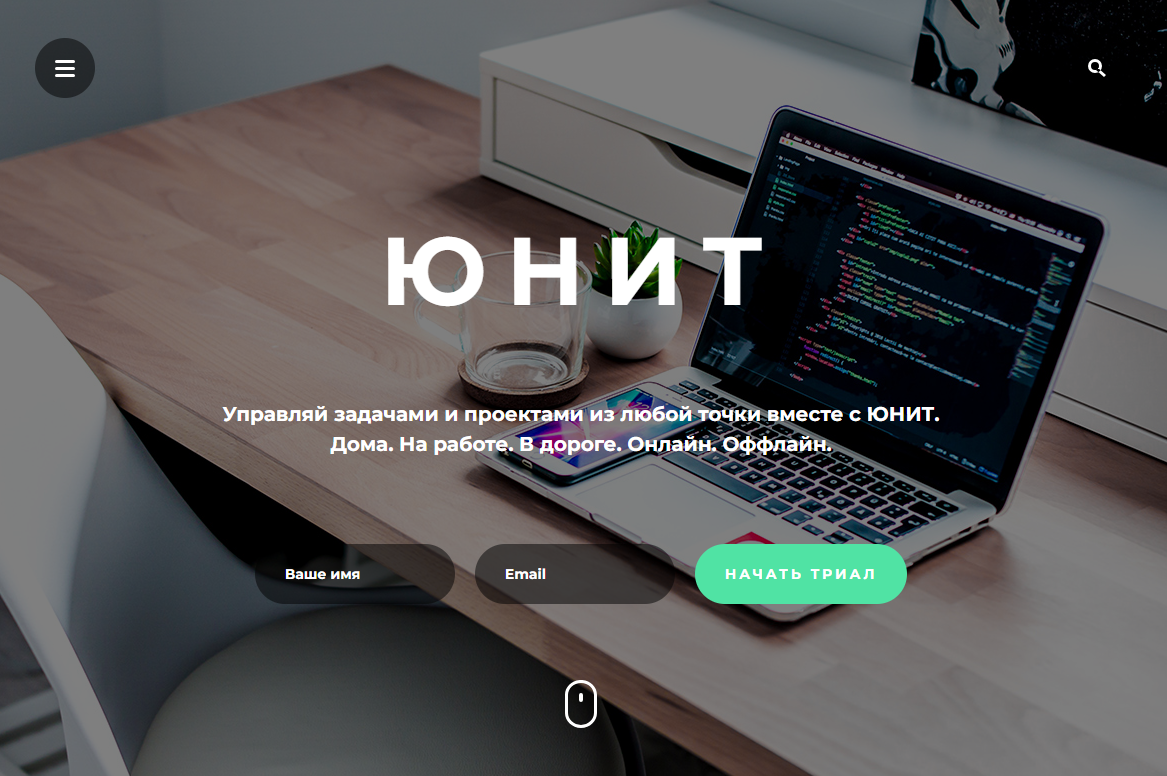 ЮНИТ
Управляй задачами и проектами из любой точки вместе с ЮНИТ.
Дома. На работе. В дороге. Онлайн. Оффлайн.
Ваше имя
Email
НАЧАТЬ ТРИАЛ